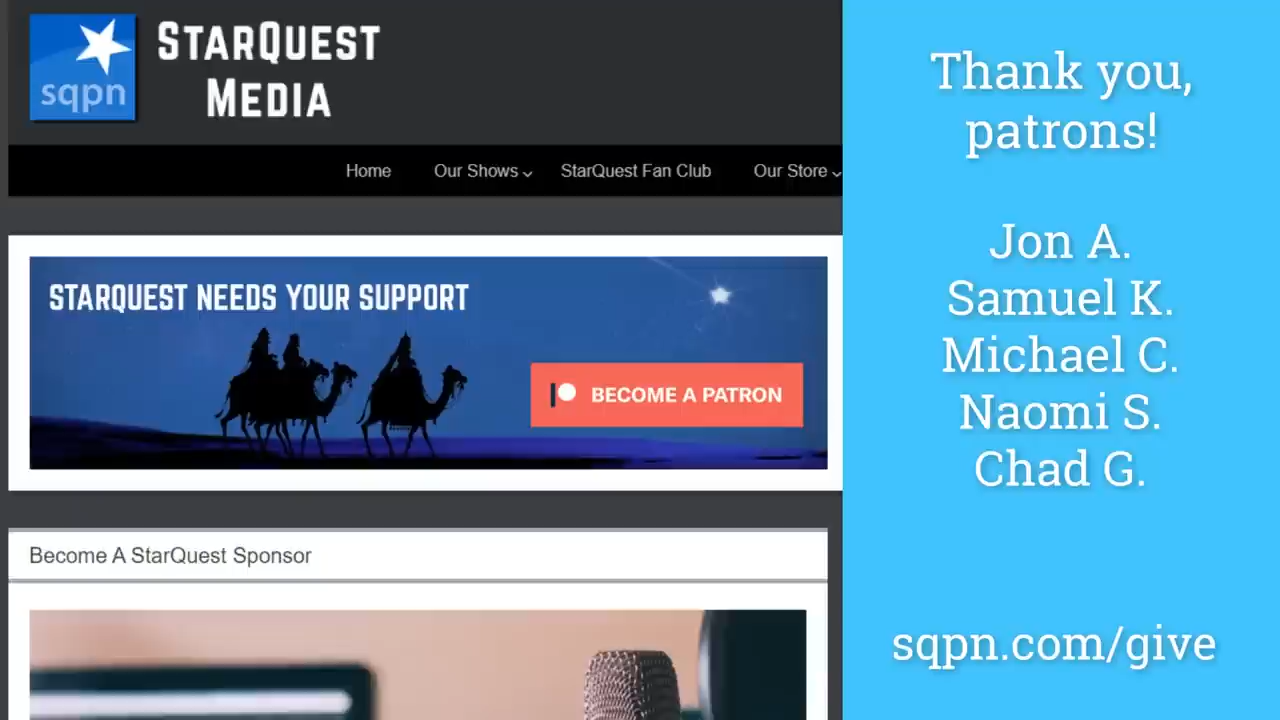 sqpn
STARQUEST
MEDIA
Home Our Shows StarQuest Fan Club Our Store
STARQUEST NEEDS YOUR SUPPORT
BECOME A PATRON
Become A StarQuest Sponsor
Thank you,
patrons!
Jon A.
Samuel K.
Michael C.
Naomi S.
Chad G.
sqpn.com/give